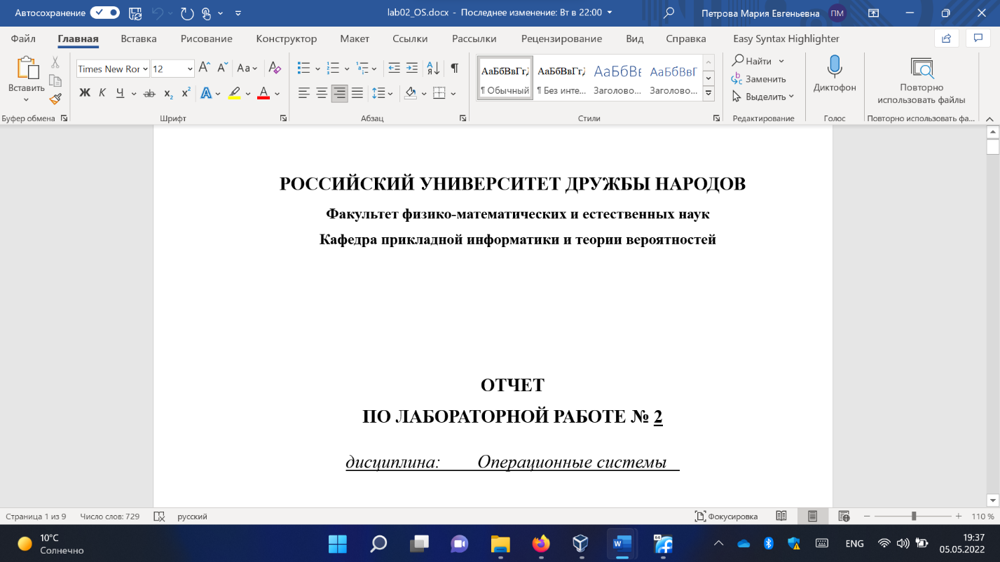 Автосохранение
lab02_OS.docx - Последнее изменение: Вт в 22:00
Петрова Мария Евгеньевна ПМ
Файл Главная Вставка Рисование Конструктор Макет Ссылки Рассылки Рецензирование Вид Справка Easy Syntax Highlighter
Вставить
Times New Ror 12
Aa
Ж К Ч ab x₂ x² A A
А Я ¶
АаБбВвГгД АаБбВвГгД АаБбВвГ АаБбВвГ
¶ Обычный ¶ Без инте... Заголово... Заголово...
Найти
Заменить
Выделить
Диктофон
Повторно
использовать файлы
Буфер обмена Шрифт Абзац Стили Редактирование Голос Повторно использовать фа...
РОССИЙСКИЙ УНИВЕРСИТЕТ ДРУЖБЫ НАРОДОВ
Факультет физико-математических и естественных наук
Кафедра прикладной информатики и теории вероятностей
ОТЧЕТ
ПО ЛАБОРАТОРНОЙ РАБОТЕ № 2
дисциплина: Операционные системы
Страница 1 из 9 Число слов: 729 русский Фокусировка 110 %
10°C
Солнечно
ENG
19:37
05.05.2022